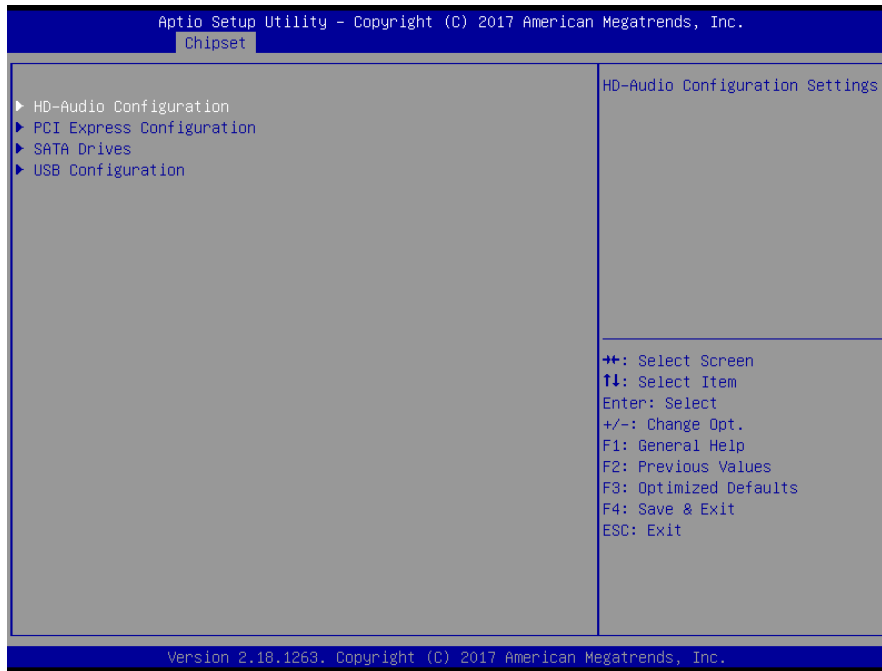 Aptio Setup Utility – Copyright (C) 2017 American Megatrends, Inc.
Chipset
HD-Audio Configuration
PCI Express Configuration
SATA Drives
USB Configuration
HD-Audio Configuration Settings
→←: Select Screen
↑↓: Select Item
Enter: Select
+/-: Change Opt.
F1: General Help
F2: Previous Values
F3: Optimized Defaults
F4: Save & Exit
ESC: Exit
Version 2.18.1263. Copyright (C) 2017 American Megatrends, Inc.